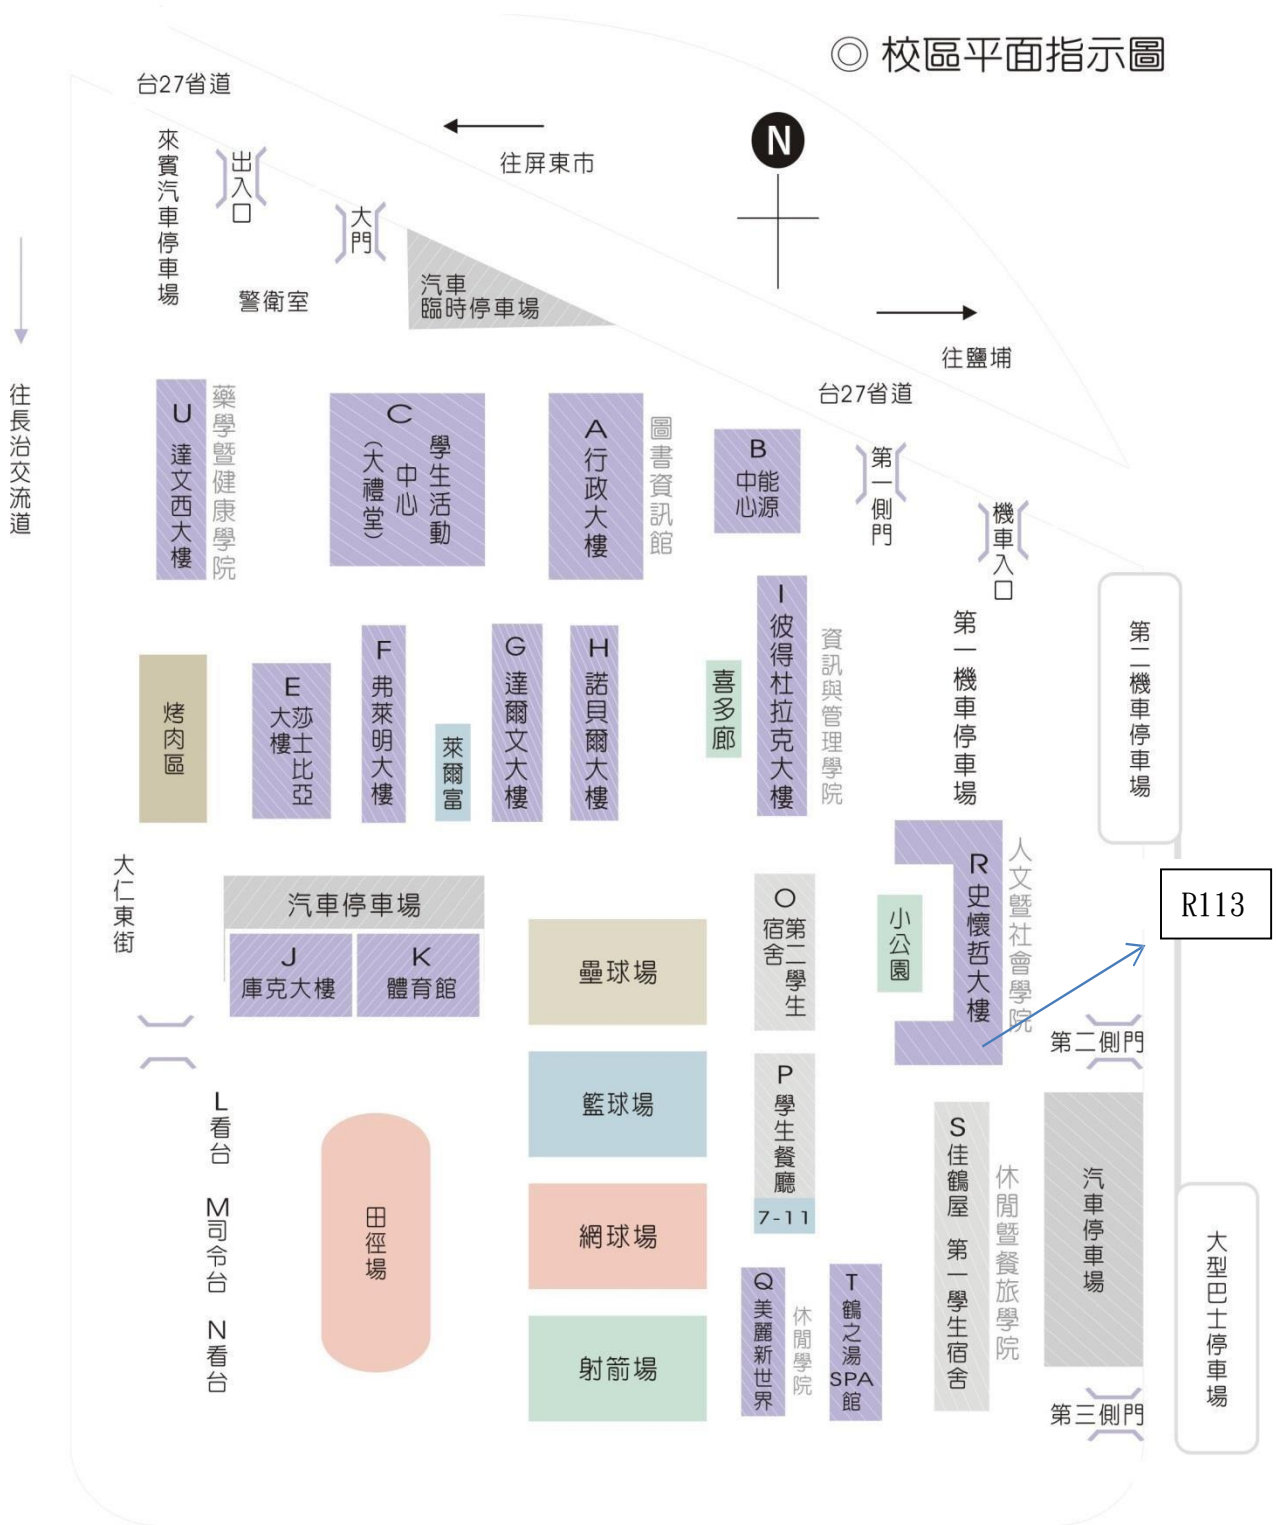 ◎ 校區平面指示圖
台27省道
往屏東市
N
來賓汽車停車場
出入口
大門
警衛室
汽車
臨時停車場
往鹽埔
台27省道
往長治交流道
U
達文西大樓
藥學暨健康學院
C
學生活動
中心
(大禮堂)
A
行政大樓
圖書資訊館
B
能源
中心
第一側門
機車入口
烤肉區
E
莎士比亞
大樓
F
弗萊明大樓
萊爾富
G
達爾文大樓
H
諾貝爾大樓
喜多廊
I
彼得杜拉克大樓
資訊與管理學院
第一機車停車場
第二機車停車場
大仁東街
汽車停車場
J
庫克大樓
K
體育館
壘球場
O
第二學生
宿舍
小公園
R
史懷哲大樓
人文暨社會學院
R113
第二側門
L
看台
M
司令台
N
看台
田徑場
籃球場
網球場
射箭場
P
學生餐廳
7-11
Q
美麗新世界
休閒學院
T
鶴之湯
SPA
館
S
佳鶴屋 第一學生宿舍
休閒暨餐旅學院
汽車停車場
第三側門
大型巴士停車場